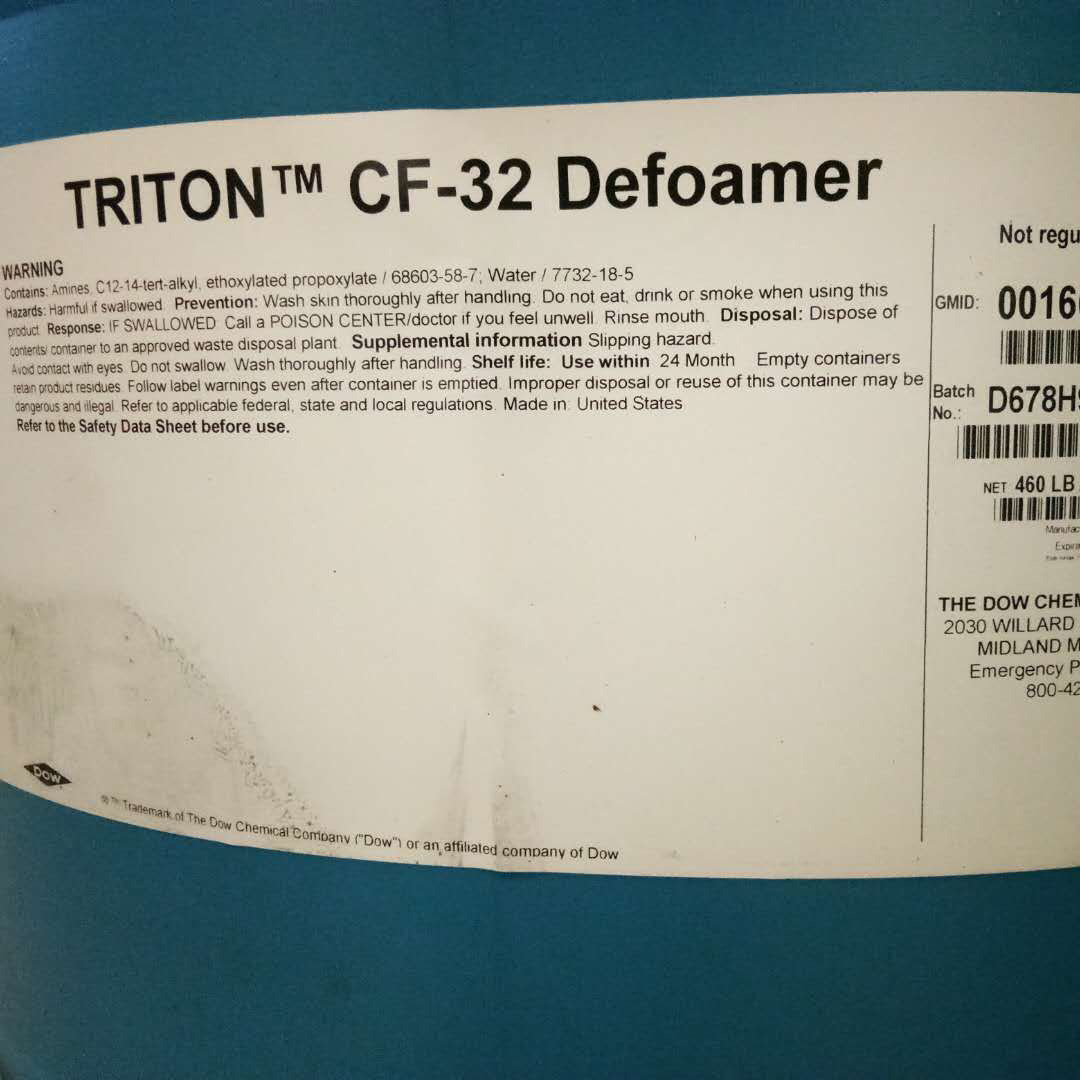 TRITON™ CF-32 Defoamer
WARNING
Contains: Amines, C12-14-tert-alkyl, ethoxylated propoxylate / 68603-58-7; Water / 7732-18-5
Hazards: Harmful if swallowed. Prevention: Wash skin thoroughly after handling. Do not eat, drink or smoke when using this
product. Response: IF SWALLOWED: Call a POISON CENTER/doctor if you feel unwell. Rinse mouth. Disposal: Dispose of
contents/ container to an approved waste disposal plant. Supplemental information Slipping hazard.
Avoid contact with eyes. Do not swallow. Wash thoroughly after handling. Shelf life: Use within 24 Month Empty containers
retain product residues. Follow label warnings even after container is emptied. Improper disposal or reuse of this container may be
dangerous and illegal. Refer to applicable federal, state and local regulations. Made in: United States
Refer to the Safety Data Sheet before use.
Not regu
GMID: 0016
Batch No.: D678H
NET 460 LB
Manufac
Expira
THE DOW CHEM
2030 WILLARD
MIDLAND M
Emergency P
800-42
Dow
®™ Trademark of The Dow Chemical Company ("Dow") or an affiliated company of Dow